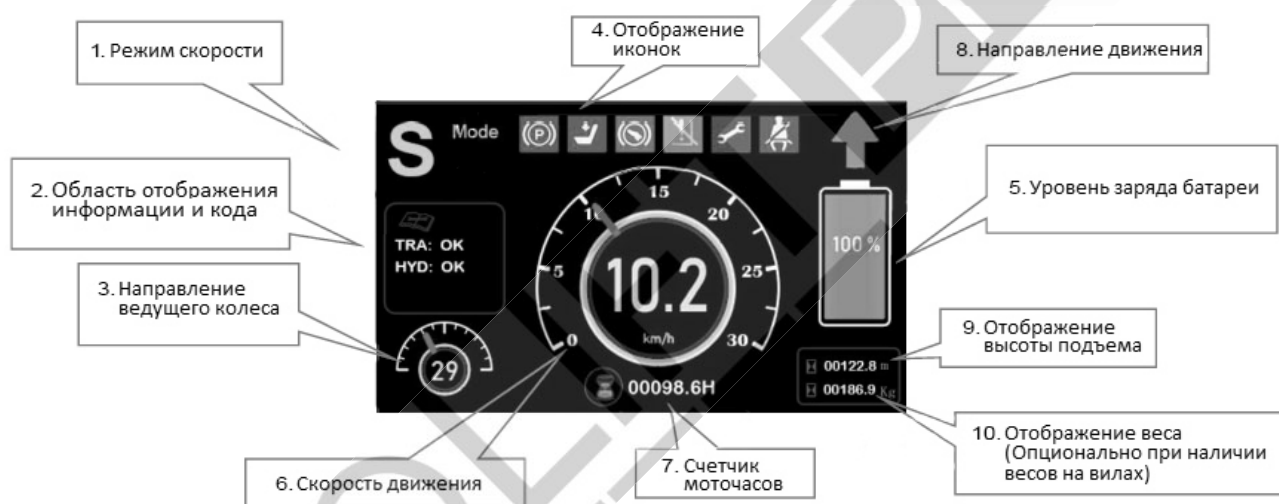 1. Режим скорости
4. Отображение
иконок
8. Направление движения
S Mode
2. Область отображения
информации и кода
TRA: OK
HYD: OK
3. Направление
ведущего колеса
29
0
5
10
15
20
25
30
10.2
km/h
00098.6H
100 %
5. Уровень заряда батареи
9. Отображение
высоты подъема
00122.8 m
00186.9 Kg
10. Отображение веса
(Опционально при наличии
весов на вилах)
6. Скорость движения
7. Счетчик
моточасов